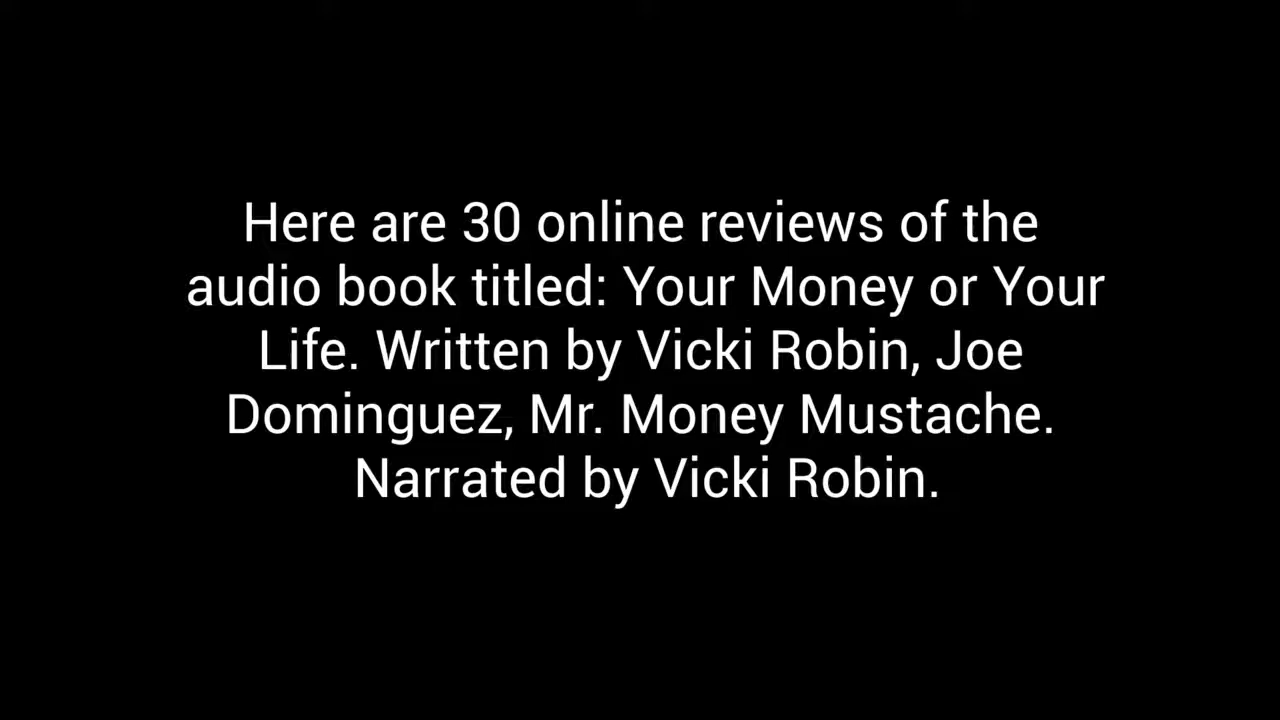 Here are 30 online reviews of the
audio book titled: Your Money or Your
Life. Written by Vicki Robin, Joe
Dominguez, Mr. Money Mustache.
Narrated by Vicki Robin.